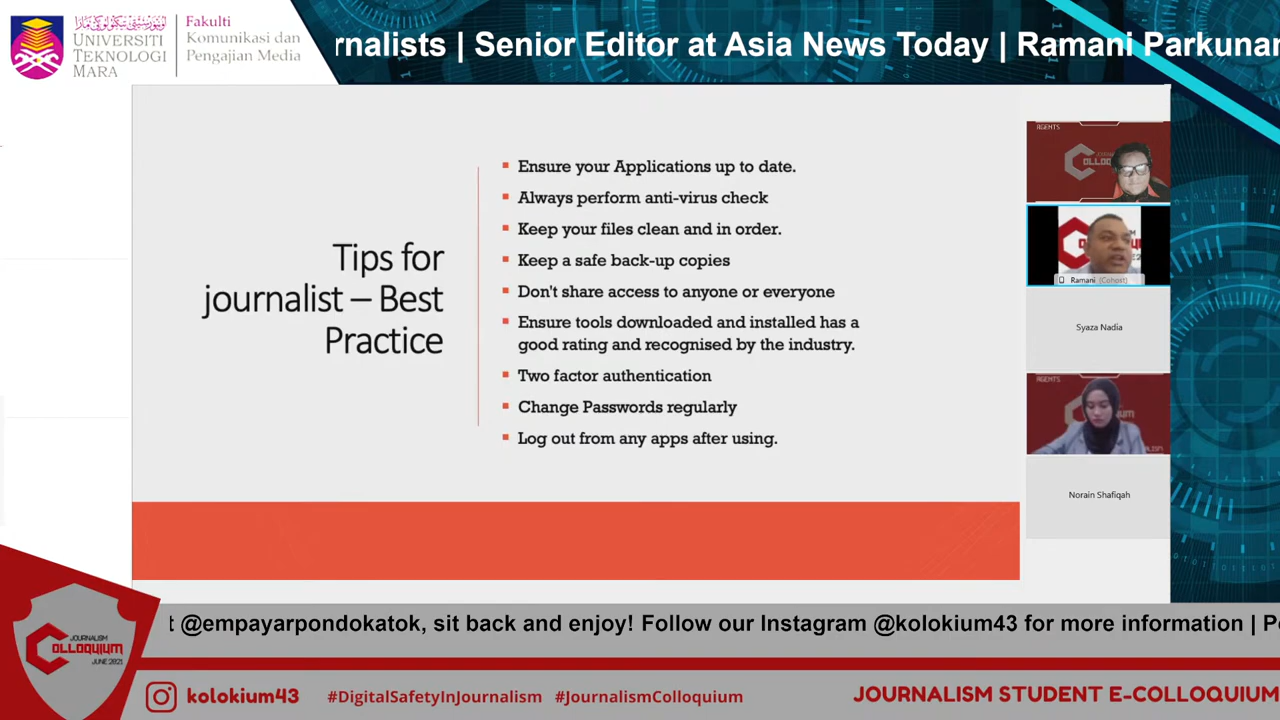 UNIVERSITI
TEKNOLOGI
MARA
Fakulti
Komunikasi dan
Pengajian Media
rnalists | Senior Editor at Asia News Today | Ramani Parkunan
Tips for
journalist – Best
Practice
Ensure your Applications up to date.
Always perform anti-virus check
Keep your files clean and in order.
Keep a safe back-up copies
Don't share access to anyone or everyone
Ensure tools downloaded and installed has a
good rating and recognised by the industry.
Two factor authentication
Change Passwords regularly
Log out from any apps after using.
AGENTS
Ramani (Cohost)
Syaza Nadia
AGENTS
Norain Shafiqah
t @empayarpondokatok, sit back and enjoy! Follow our Instagram @kolokium43 for more information | Po
JOURNALISM
COLLOQUIUM
JUNE 2021
kolokium43
#DigitalSafetyInJournalism #JournalismColloquium
JOURNALISM STUDENT E-COLLOQUIUM